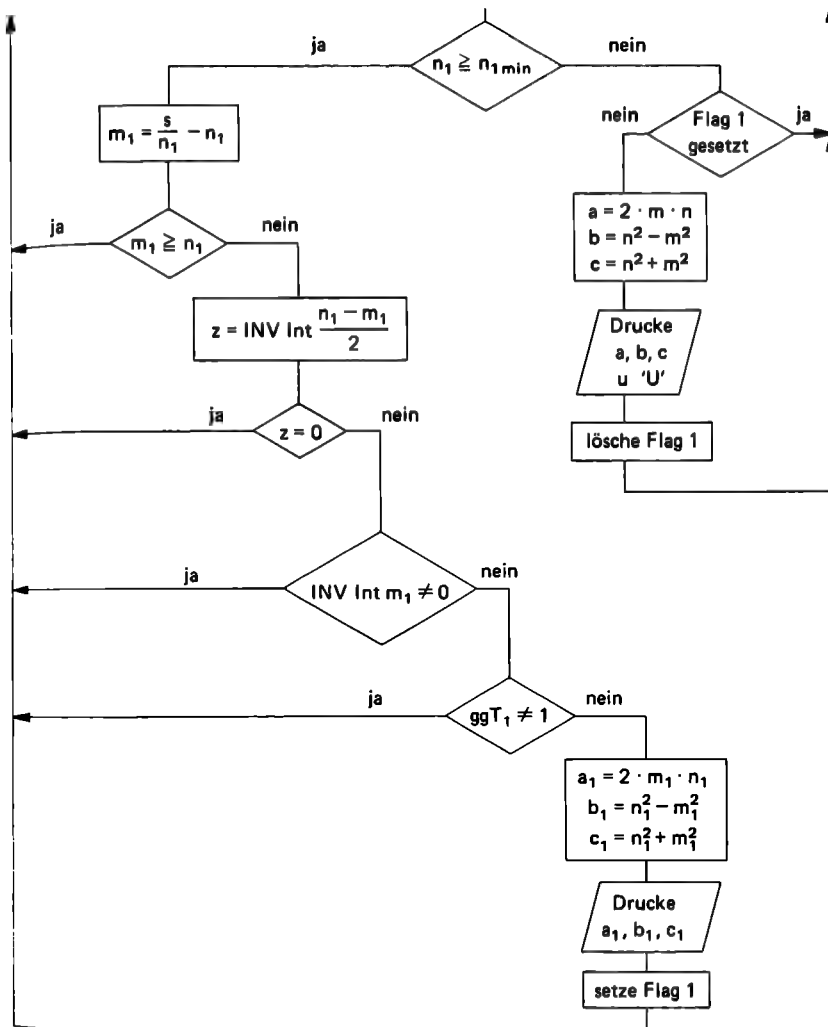 ja
nein
n₁ ≧ n₁min
nein
ja
Flag 1
gesetzt
m₁ = s/n₁ − n₁
ja
nein
m₁ ≧ n₁
a = 2 · m · n
b = n² − m²
c = n² + m²
z = INV Int (n₁ − m₁)/2
Drucke
a, b, c
u 'U'
ja
nein
z = 0
lösche Flag 1
ja
nein
INV Int m₁ ≠ 0
ja
nein
ggT₁ ≠ 1
a₁ = 2 · m₁ · n₁
b₁ = n₁² − m₁²
c₁ = n₁² + m₁²
Drucke
a₁, b₁, c₁
setze Flag 1